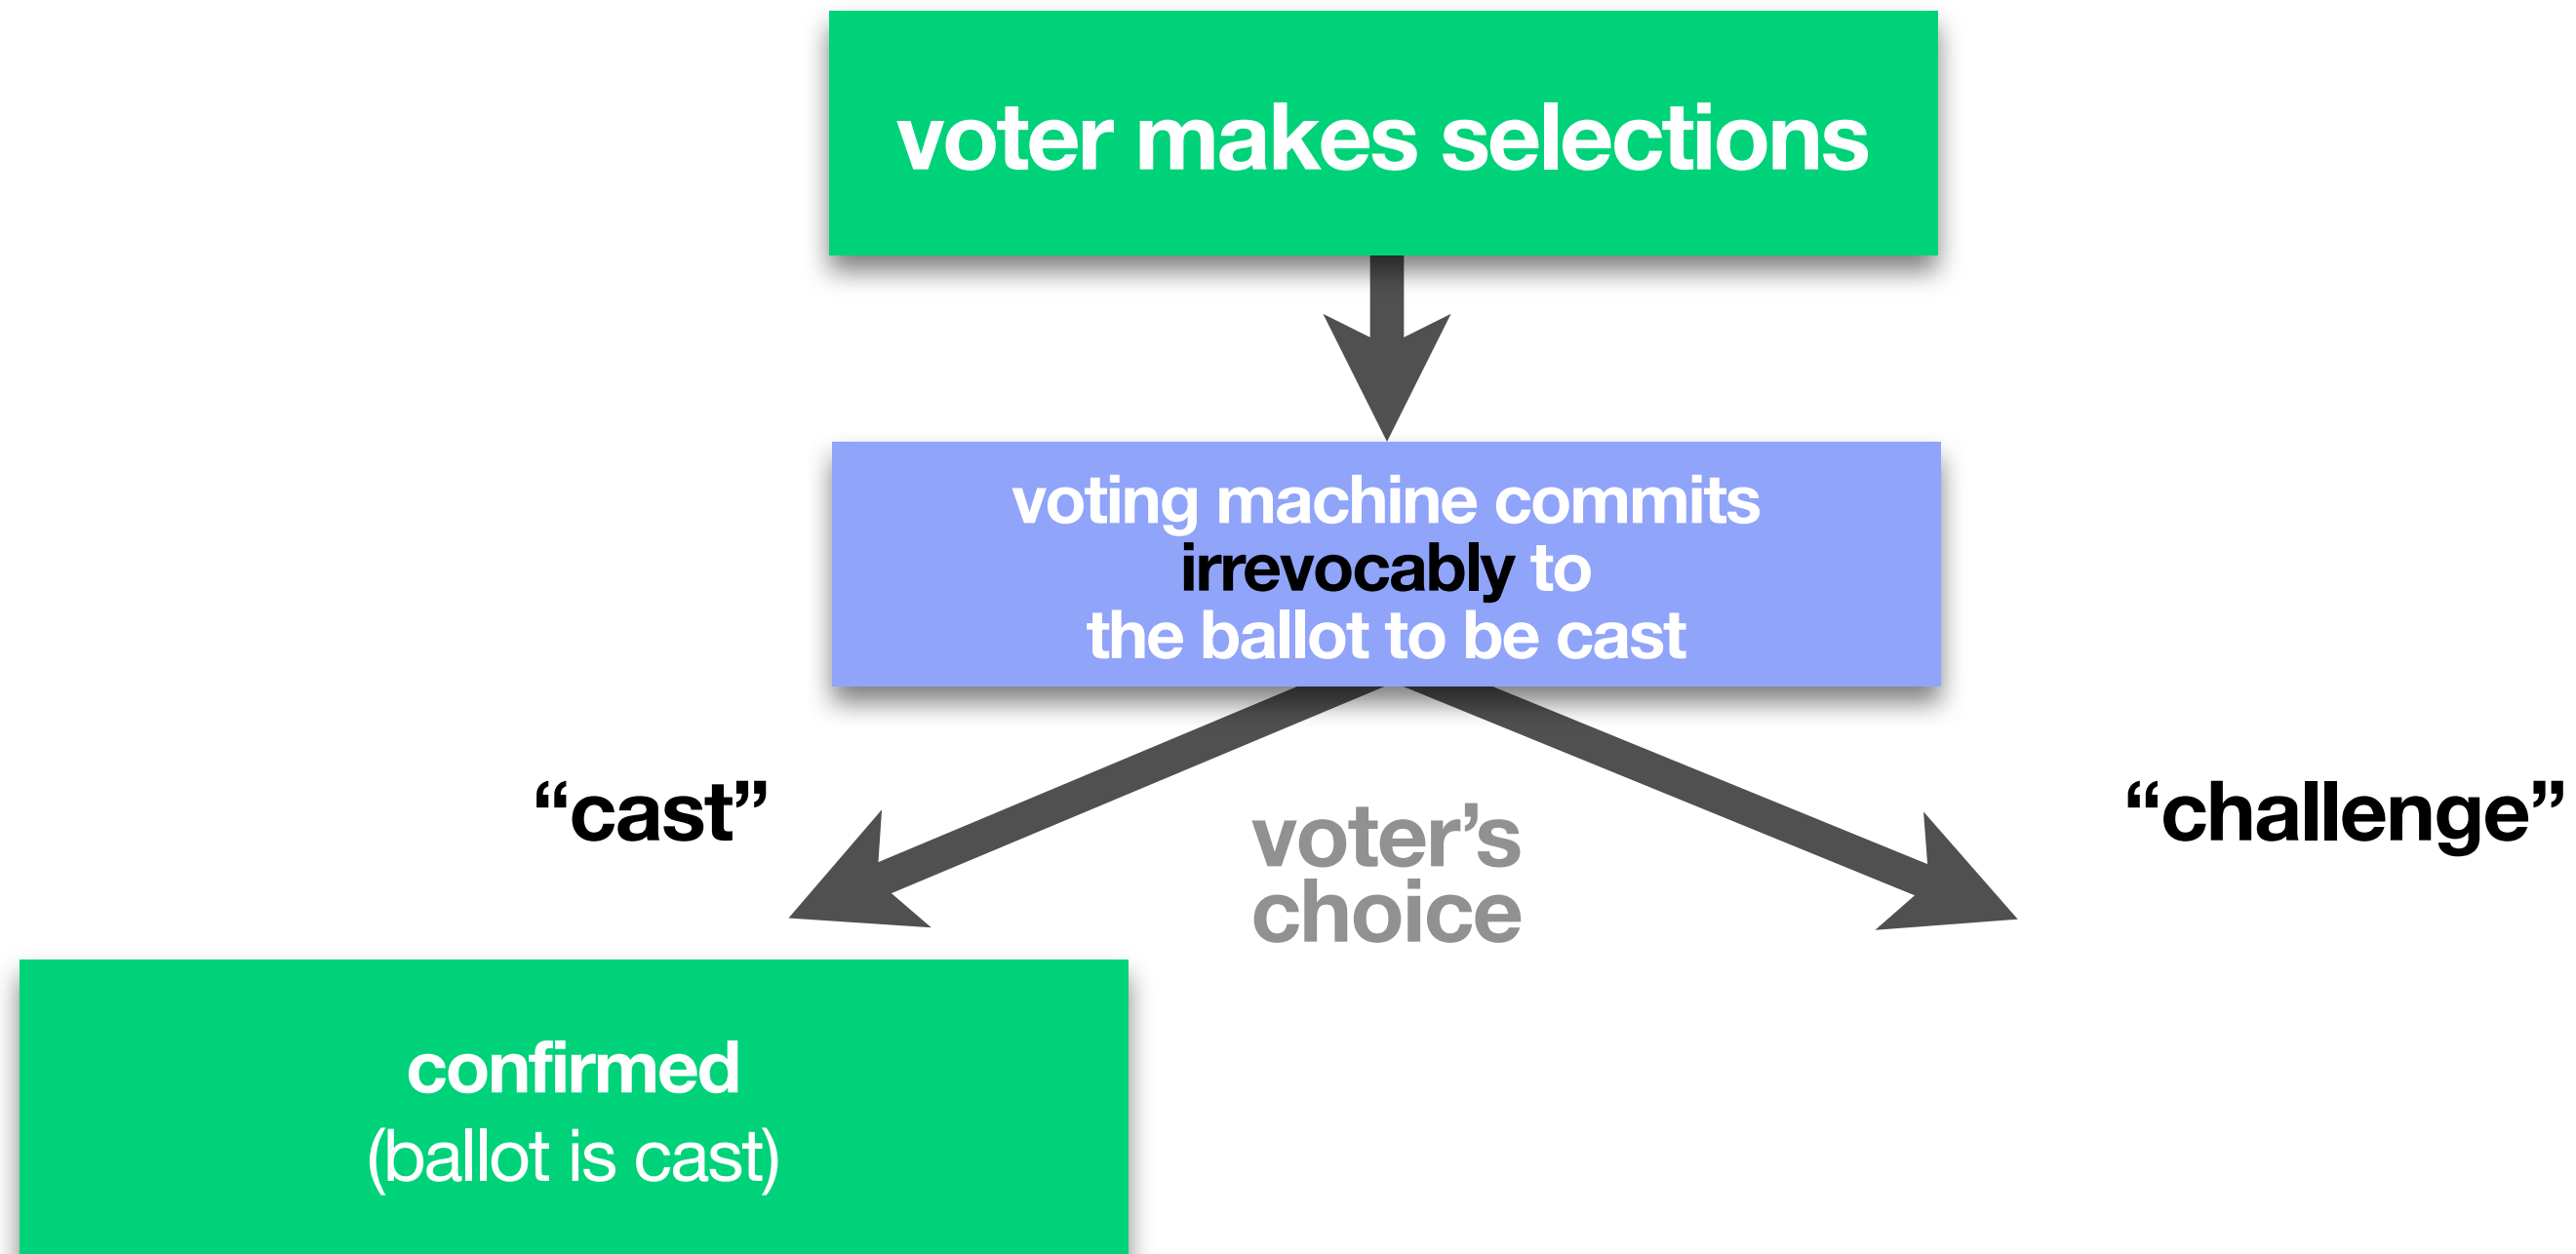 voter makes selections
voting machine commits
irrevocably to
the ballot to be cast
“cast”
voter’s
choice
“challenge”
confirmed
(ballot is cast)